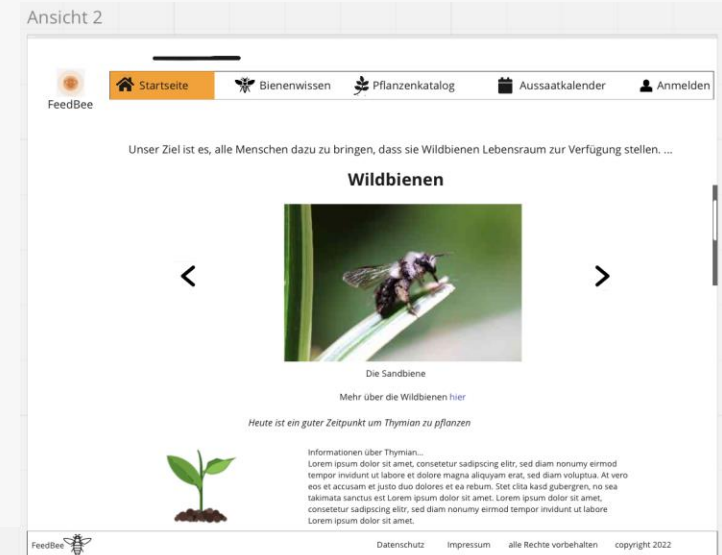 Ansicht 2
FeedBee
Startseite
Bienenwissen
Pflanzenkatalog
Aussaatkalender
Anmelden
Unser Ziel ist es, alle Menschen dazu zu bringen, dass sie Wildbienen Lebensraum zur Verfügung stellen. ...
Wildbienen
<
>
Die Sandbiene
Mehr über die Wildbienen hier
Heute ist ein guter Zeitpunkt um Thymian zu pflanzen
Informationen über Thymian...
Lorem ipsum dolor sit amet, consetetur sadipscing elitr, sed diam nonumy eirmod
tempor invidunt ut labore et dolore magna aliquyam erat, sed diam voluptua. At vero
eos et accusam et justo duo dolores et ea rebum. Stet clita kasd gubergren, no sea
takimata sanctus est Lorem ipsum dolor sit amet. Lorem ipsum dolor sit amet,
consetetur sadipscing elitr, sed diam nonumy eirmod tempor invidunt ut labore
Lorem ipsum dolor sit amet.
FeedBee
Datenschutz
Impressum
alle Rechte vorbehalten
copyright 2022